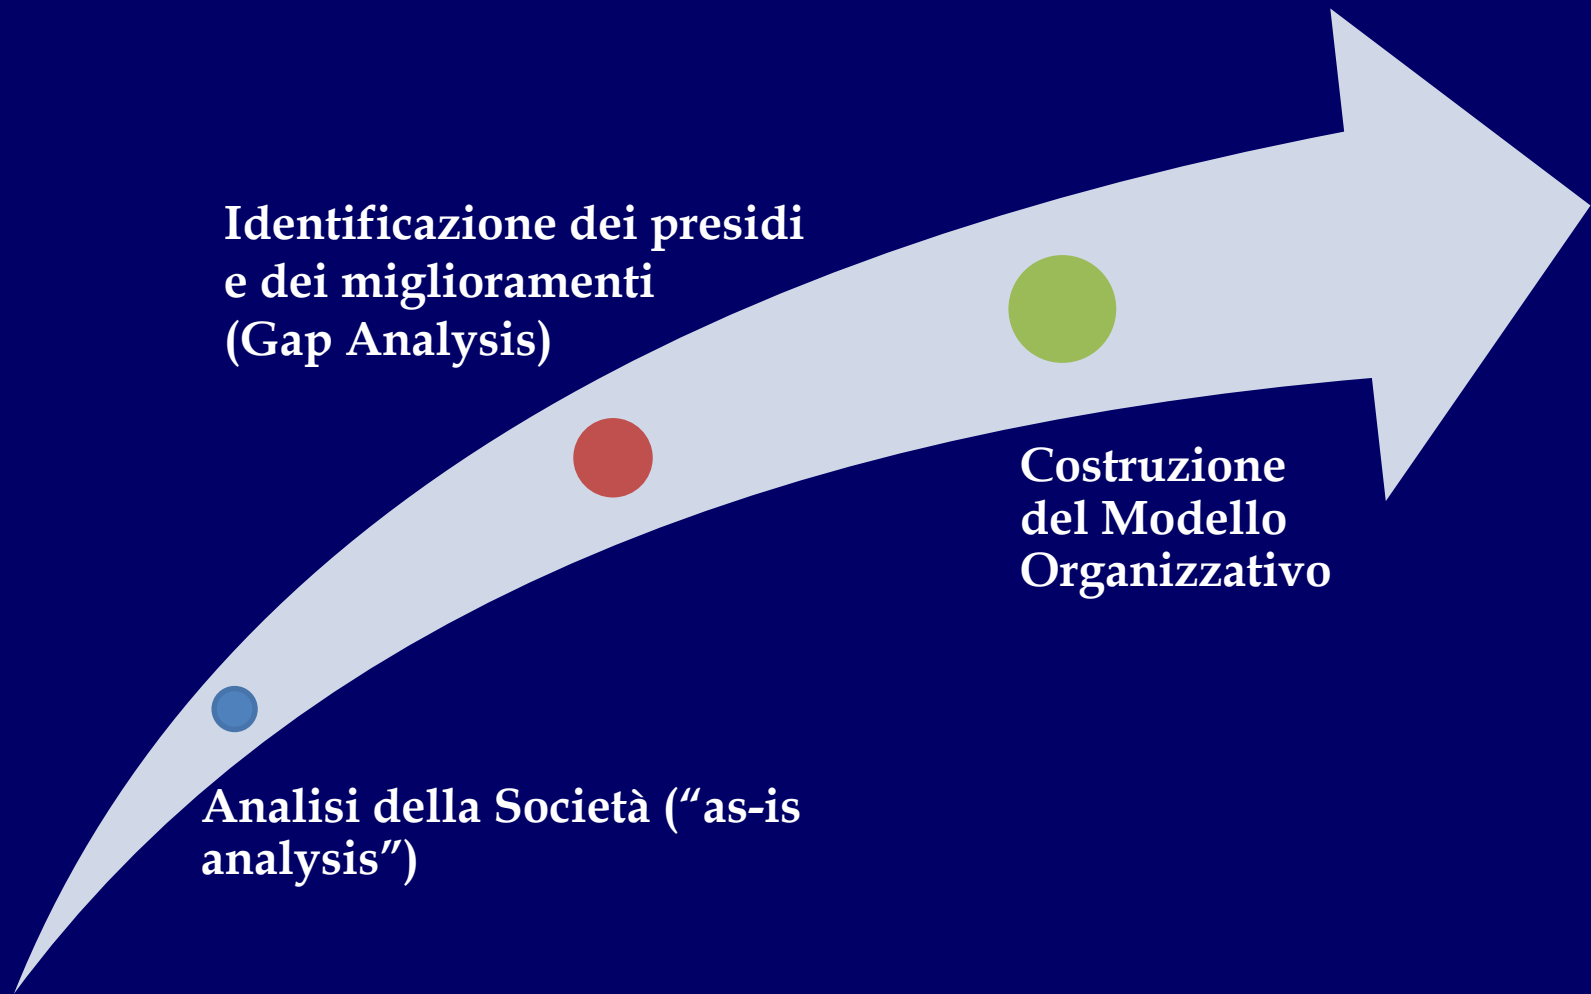 Identificazione dei presidi
e dei miglioramenti
(Gap Analysis)
Costruzione
del Modello
Organizzativo
Analisi della Società (“as-is
analysis”)